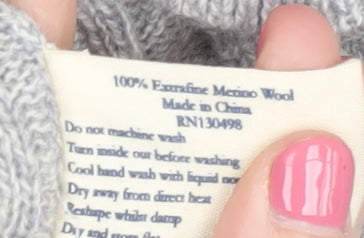 100% Extrafine Merino Wool
Made in China
RN130498
Do not machine wash
Turn inside out before washing
Cool hand wash with liquid
Dry away from direct heat
Reshape whilst damp
Dry and store